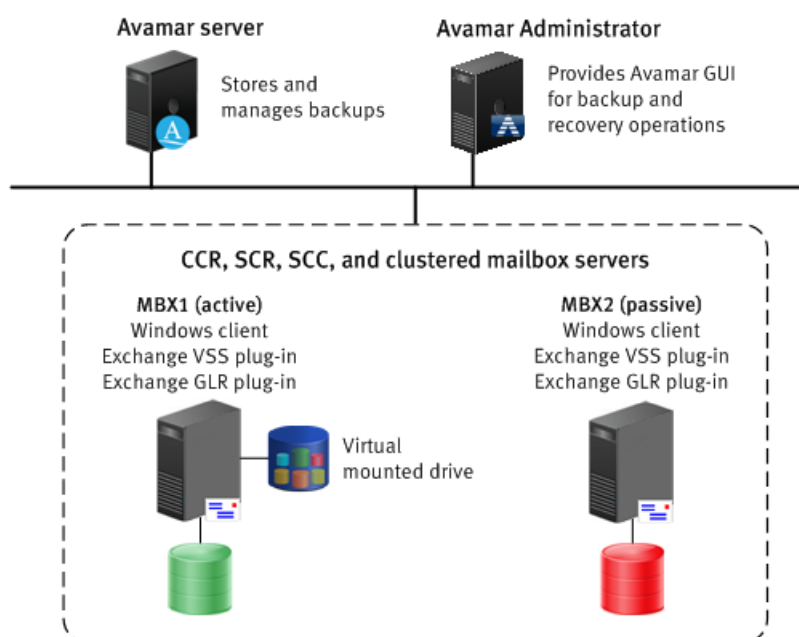 Avamar server
Stores and
manages backups
Avamar Administrator
Provides Avamar GUI
for backup and
recovery operations
CCR, SCR, SCC, and clustered mailbox servers
MBX1 (active)
Windows client
Exchange VSS plug-in
Exchange GLR plug-in
Virtual
mounted drive
MBX2 (passive)
Windows client
Exchange VSS plug-in
Exchange GLR plug-in